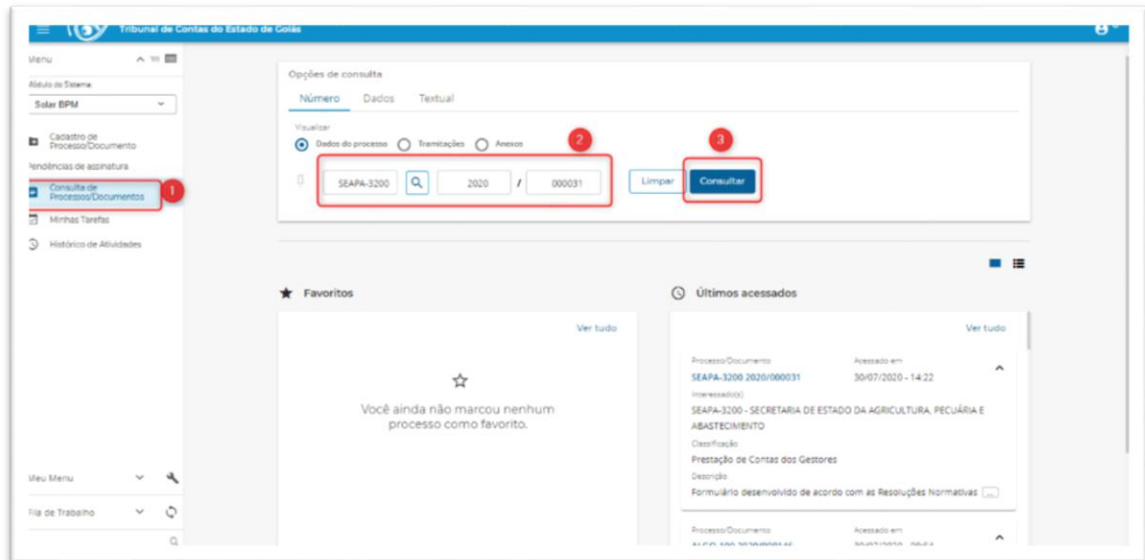 Tribunal de Contas do Estado de Goiás
Menu
Módulo do Sistema
Solar BPM
Cadastro de
Processo/Documento
Pendências de assinatura
Consulta de
Processos/Documentos
1
Minhas Tarefas
Histórico de Atividades
Meu Menu
Fila de Trabalho
Opções de consulta
Número Dados Textual
Visualizar
Dados do processo Tramitações Anexos
2
3
SEAPA-3200 2020 / 000031 Limpar Consultar
Favoritos
Ver tudo
Você ainda não marcou nenhum
processo como favorito.
Últimos acessados
Ver tudo
Processo/Documento Acessado em
SEAPA-3200 2020/000031 30/07/2020 - 14:22
Interessado(s)
SEAPA-3200 - SECRETARIA DE ESTADO DA AGRICULTURA, PECUÁRIA E
ABASTECIMENTO
Classificação
Prestação de Contas dos Gestores
Descrição
Formulário desenvolvido de acordo com as Resoluções Normativas ...
Processo/Documento Acessado em